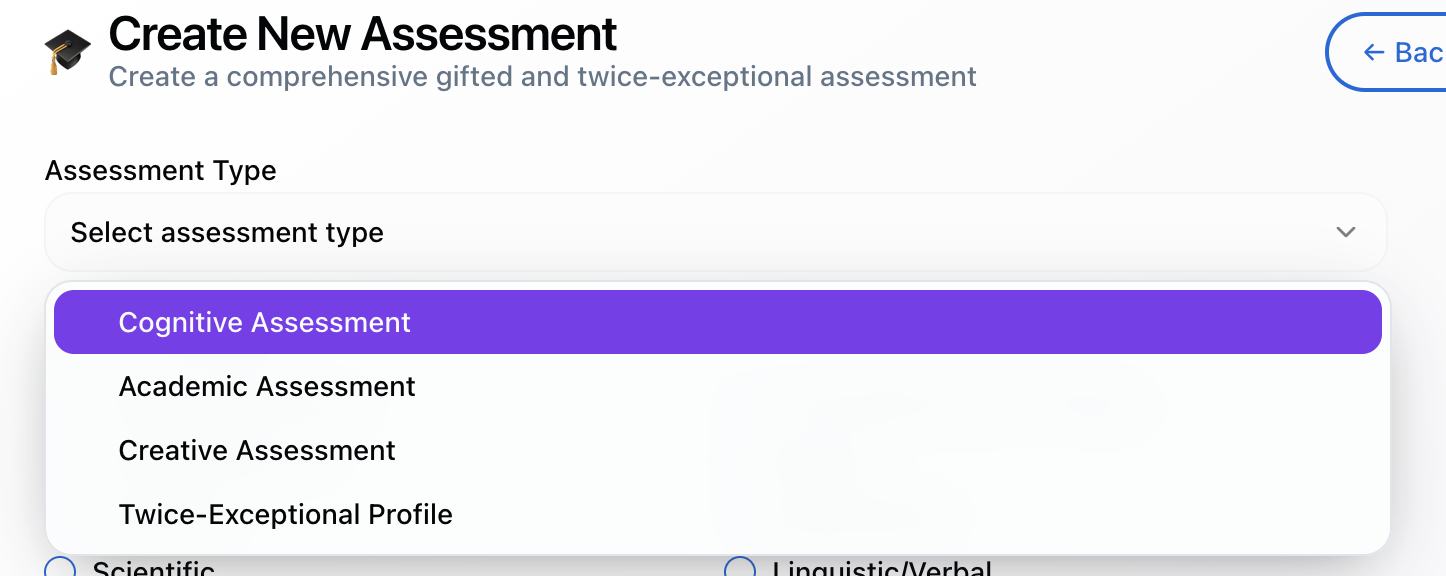 Create New Assessment
Create a comprehensive gifted and twice-exceptional assessment
← Bac
Assessment Type
Select assessment type
Cognitive Assessment
Academic Assessment
Creative Assessment
Twice-Exceptional Profile
Scientific
Linguistic/Verbal